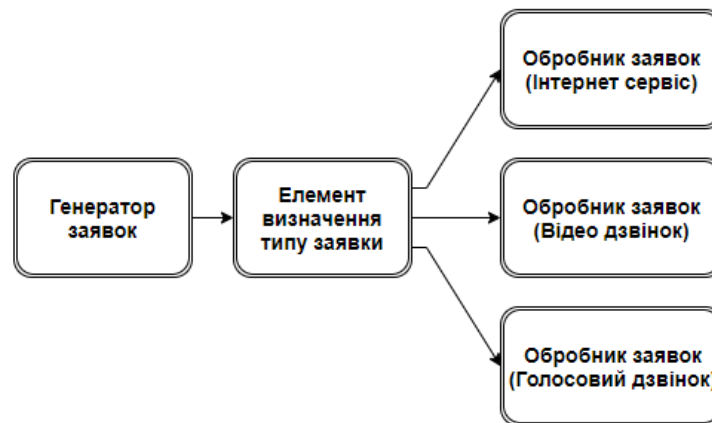 Генератор
заявок
Елемент
визначення
типу заявки
Обробник заявок
(Інтернет сервіс)
Обробник заявок
(Відео дзвінок)
Обробник заявок
(Голосовий дзвінок)